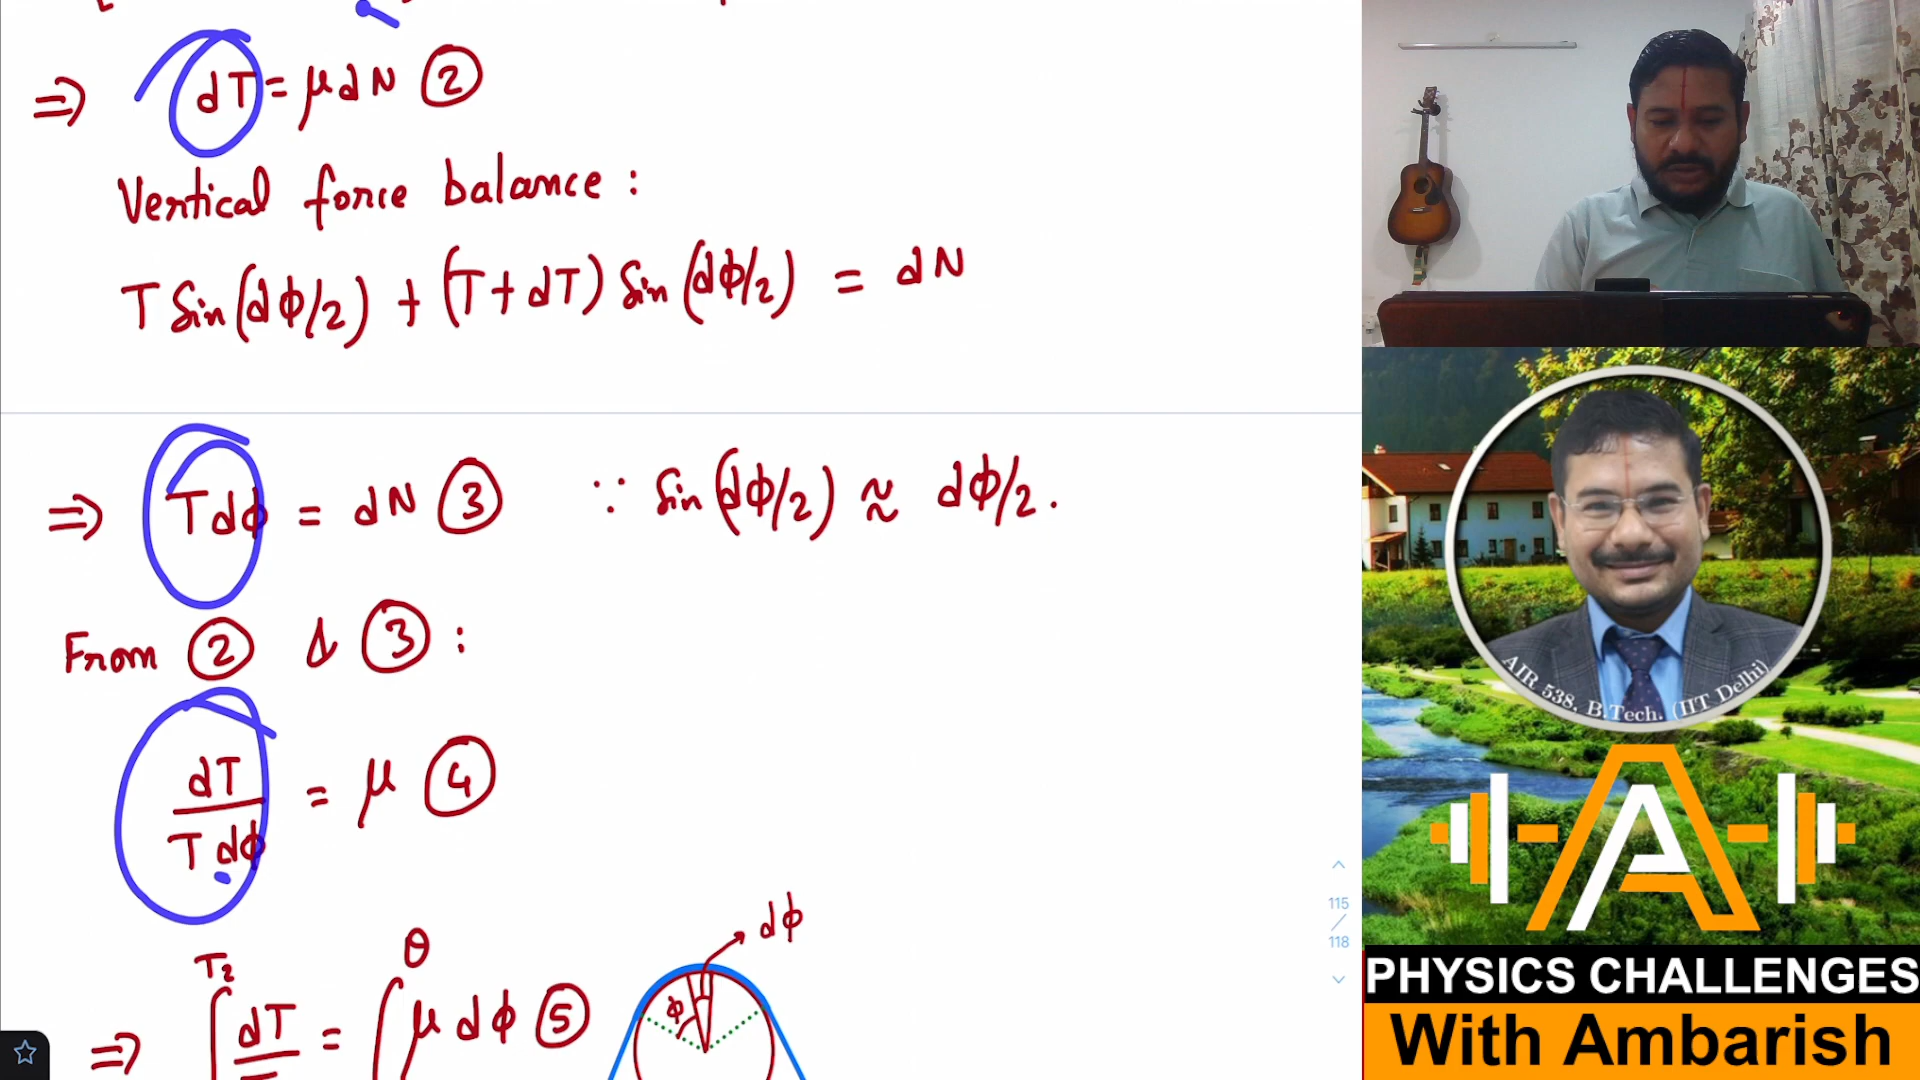 ⇒ dT = μdN ②
Vertical force balance:
T Sin(dϕ/2) + (T+dT) Sin(dϕ/2) = dN
⇒ Tdϕ = dN ③ ∵ Sin(dϕ/2) ≈ dϕ/2.
From ② & ③:
dT
T dϕ
= μ ④
T₂ θ
⇒ ∫ dT = ∫ μ dϕ ⑤
dϕ
ϕ
115
/
118
AIR 538, B.Tech. (IIT Delhi)
A
PHYSICS CHALLENGES
With Ambarish